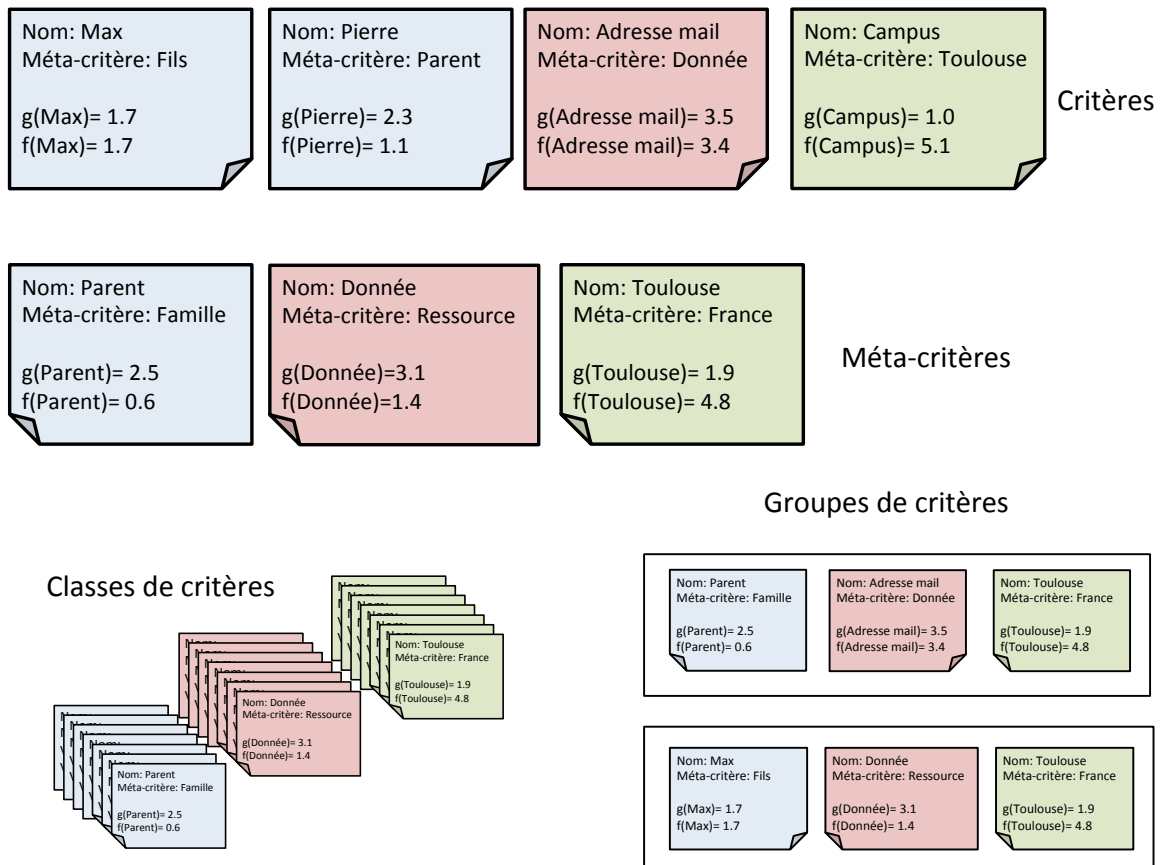 Nom: Max
Méta-critère: Fils
g(Max)= 1.7
f(Max)= 1.7
Nom: Pierre
Méta-critère: Parent
g(Pierre)= 2.3
f(Pierre)= 1.1
Nom: Adresse mail
Méta-critère: Donnée
g(Adresse mail)= 3.5
f(Adresse mail)= 3.4
Nom: Campus
Méta-critère: Toulouse
g(Campus)= 1.0
f(Campus)= 5.1
Critères
Nom: Parent
Méta-critère: Famille
g(Parent)= 2.5
f(Parent)= 0.6
Nom: Donnée
Méta-critère: Ressource
g(Donnée)=3.1
f(Donnée)=1.4
Nom: Toulouse
Méta-critère: France
g(Toulouse)= 1.9
f(Toulouse)= 4.8
Méta-critères
Classes de critères
Nom: Toulouse
Méta-critère: France
g(Toulouse)= 1.9
f(Toulouse)= 4.8
Nom: Donnée
Méta-critère: Ressource
g(Donnée)= 3.1
f(Donnée)= 1.4
Nom: Parent
Méta-critère: Famille
g(Parent)= 2.5
f(Parent)= 0.6
Groupes de critères
Nom: Parent
Méta-critère: Famille
g(Parent)= 2.5
f(Parent)= 0.6
Nom: Adresse mail
Méta-critère: Donnée
g(Adresse mail)= 3.5
f(Adresse mail)= 3.4
Nom: Toulouse
Méta-critère: France
g(Toulouse)= 1.9
f(Toulouse)= 4.8
Nom: Max
Méta-critère: Fils
g(Max)= 1.7
f(Max)= 1.7
Nom: Donnée
Méta-critère: Ressource
g(Donnée)= 3.1
f(Donnée)= 1.4
Nom: Toulouse
Méta-critère: France
g(Toulouse)= 1.9
f(Toulouse)= 4.8